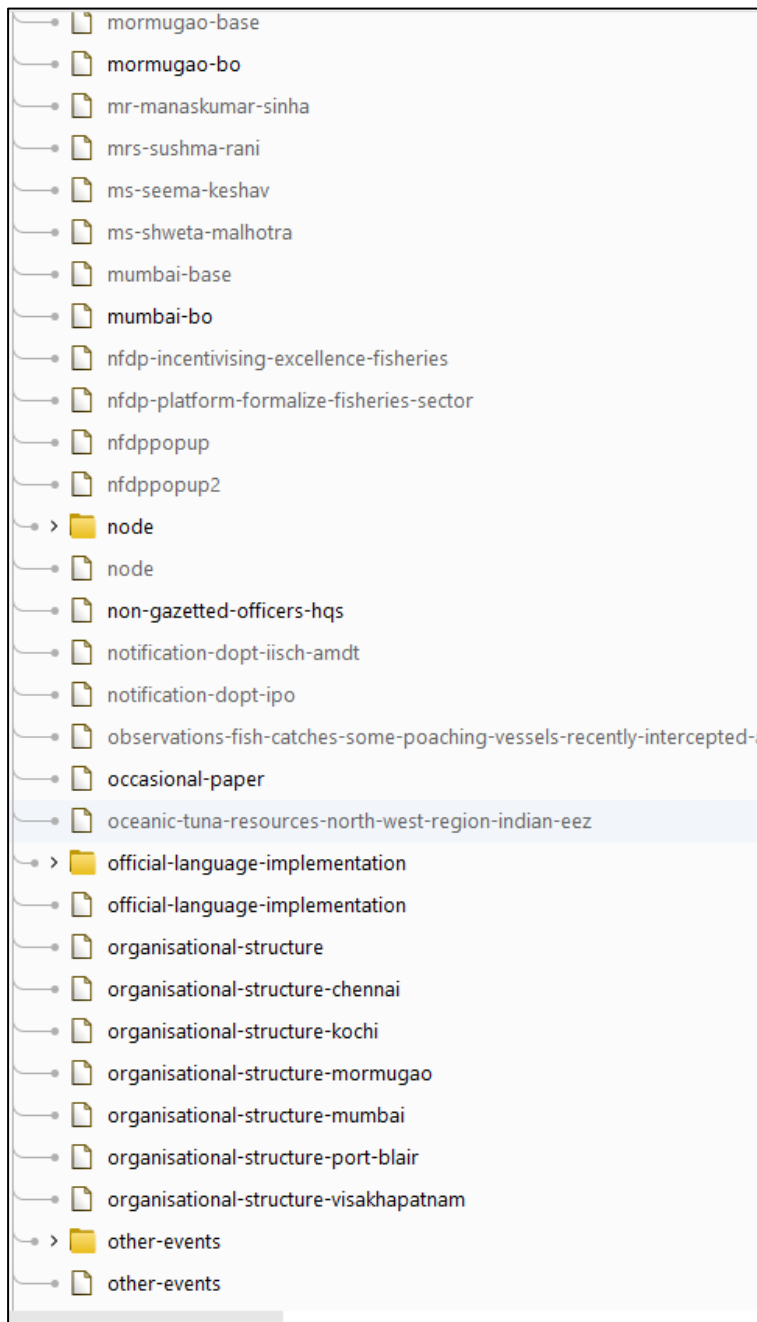 mormugao-base
mormugao-bo
mr-manaskumar-sinha
mrs-sushma-rani
ms-seema-keshav
ms-shweta-malhotra
mumbai-base
mumbai-bo
nfdp-incentivising-excellence-fisheries
nfdp-platform-formalize-fisheries-sector
nfdppopup
nfdppopup2
node
node
non-gazetted-officers-hqs
notification-dopt-iisch-amdt
notification-dopt-ipo
observations-fish-catches-some-poaching-vessels-recently-intercepted-
occasional-paper
oceanic-tuna-resources-north-west-region-indian-eez
official-language-implementation
official-language-implementation
organisational-structure
organisational-structure-chennai
organisational-structure-kochi
organisational-structure-mormugao
organisational-structure-mumbai
organisational-structure-port-blair
organisational-structure-visakhapatnam
other-events
other-events